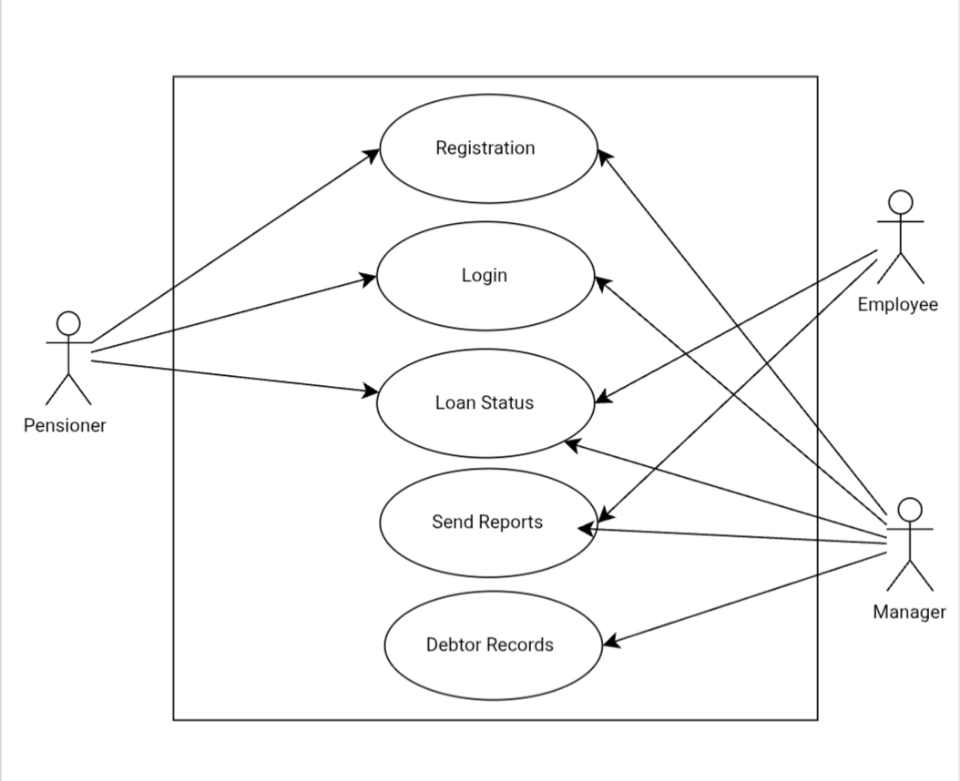 Registration
Login
Employee
Loan Status
Pensioner
Send Reports
Manager
Debtor Records